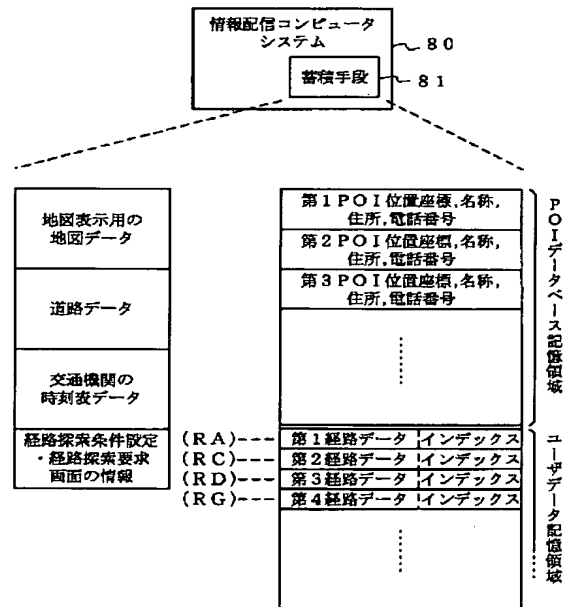 情報配信コンピュータ
システム
80
蓄積手段
81
地図表示用の
地図データ
道路データ
交通機関の
時刻表データ
経路探索条件設定
・経路探索要求
画面の情報
第1POI位置座標,名称,
住所,電話番号
第2POI位置座標,名称,
住所,電話番号
第3POI位置座標,名称,
住所,電話番号
……
POIデータベース記憶領域
(RA)--- 第1経路データ インデックス
(RC)--- 第2経路データ インデックス
(RD)--- 第3経路データ インデックス
(RG)--- 第4経路データ インデックス
……
ユーザデータ記憶領域……